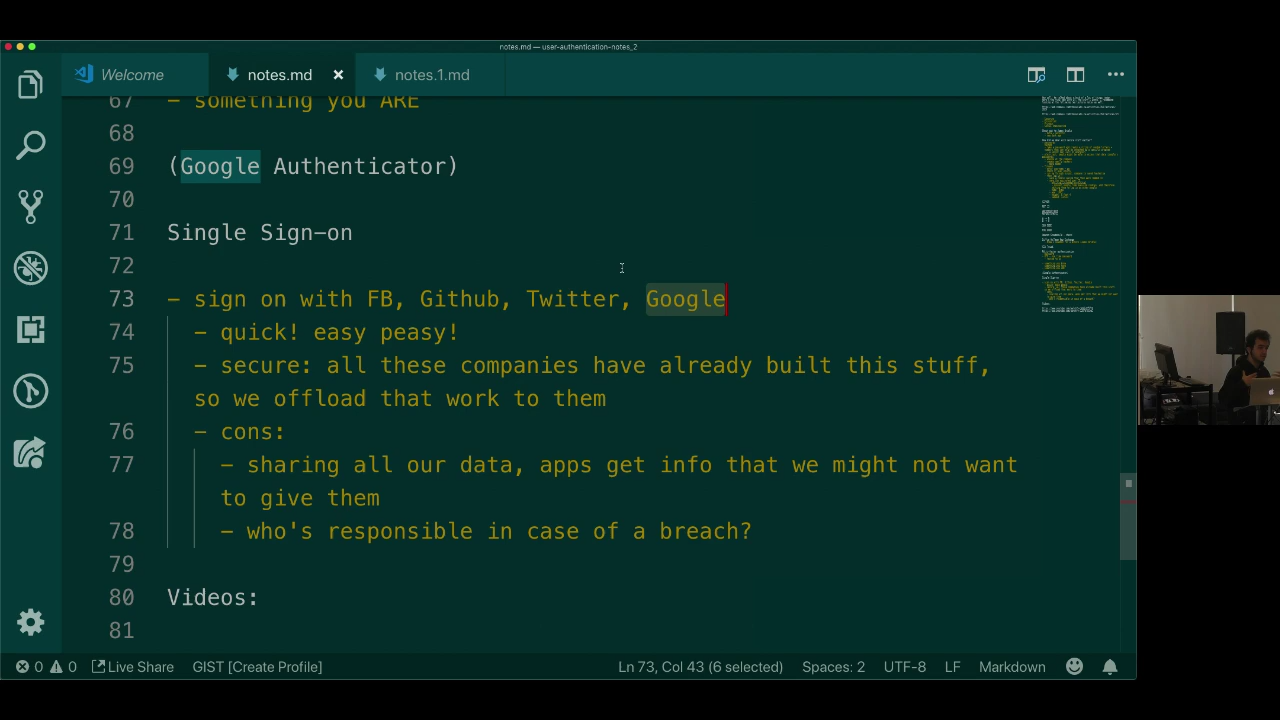 notes.md — user-authentication-notes_2
Welcome
notes.md
notes.1.md
67 - something you ARE
68
69 (Google Authenticator)
70
71 Single Sign-on
72
73 - sign on with FB, Github, Twitter, Google
74 - quick! easy peasy!
75 - secure: all these companies have already built this stuff,
so we offload that work to them
76 - cons:
77 - sharing all our data, apps get info that we might not want
to give them
78 - who's responsible in case of a breach?
79
80 Videos:
81
0 0 Live Share GIST [Create Profile] Ln 73, Col 43 (6 selected) Spaces: 2 UTF-8 LF Markdown